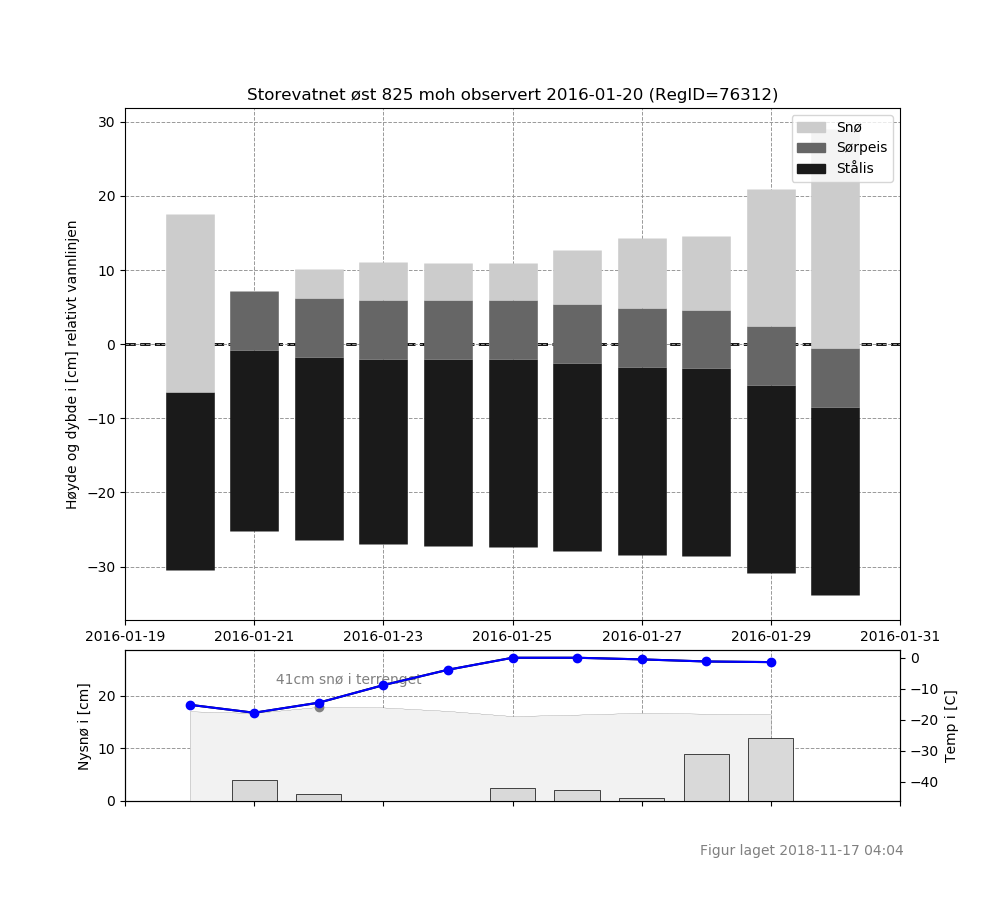 Storevatnet øst 825 moh observert 2016-01-20 (RegID=76312)
Høyde og dybde i [cm] relativt vannlinjen
30
20
10
0
−10
−20
−30
Snø
Sørpeis
Stålis
2016-01-19 2016-01-21 2016-01-23 2016-01-25 2016-01-27 2016-01-29 2016-01-31
Nysnø i [cm]
20
10
0
41cm snø i terrenget
0
−10
−20
−30
−40
Temp i [C]
Figur laget 2018-11-17 04:04